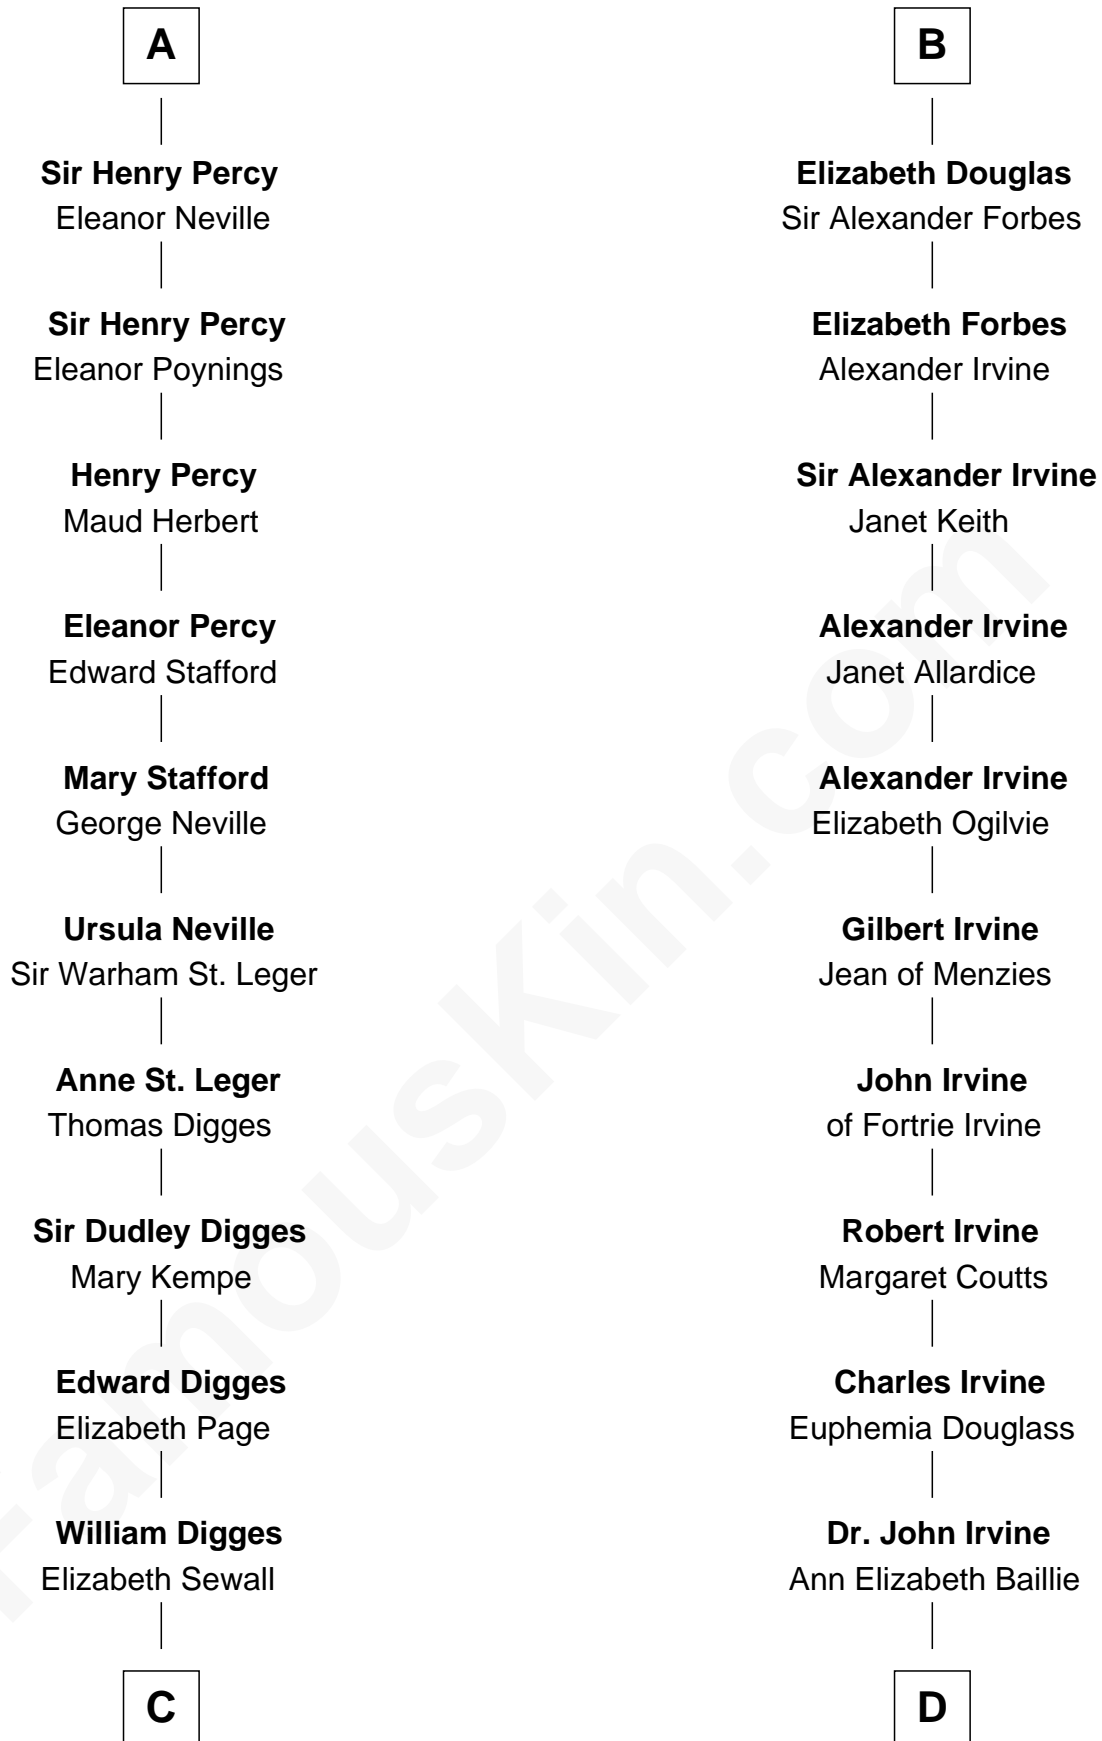 A
Sir Henry Percy
Eleanor Neville
Sir Henry Percy
Eleanor Poynings
Henry Percy
Maud Herbert
Eleanor Percy
Edward Stafford
Mary Stafford
George Neville
Ursula Neville
Sir Warham St. Leger
Anne St. Leger
Thomas Digges
Sir Dudley Digges
Mary Kempe
Edward Digges
Elizabeth Page
William Digges
Elizabeth Sewall
C
B
Elizabeth Douglas
Sir Alexander Forbes
Elizabeth Forbes
Alexander Irvine
Sir Alexander Irvine
Janet Keith
Alexander Irvine
Janet Allardice
Alexander Irvine
Elizabeth Ogilvie
Gilbert Irvine
Jean of Menzies
John Irvine
of Fortrie Irvine
Robert Irvine
Margaret Coutts
Charles Irvine
Euphemia Douglass
Dr. John Irvine
Ann Elizabeth Baillie
D
FamousKin.com